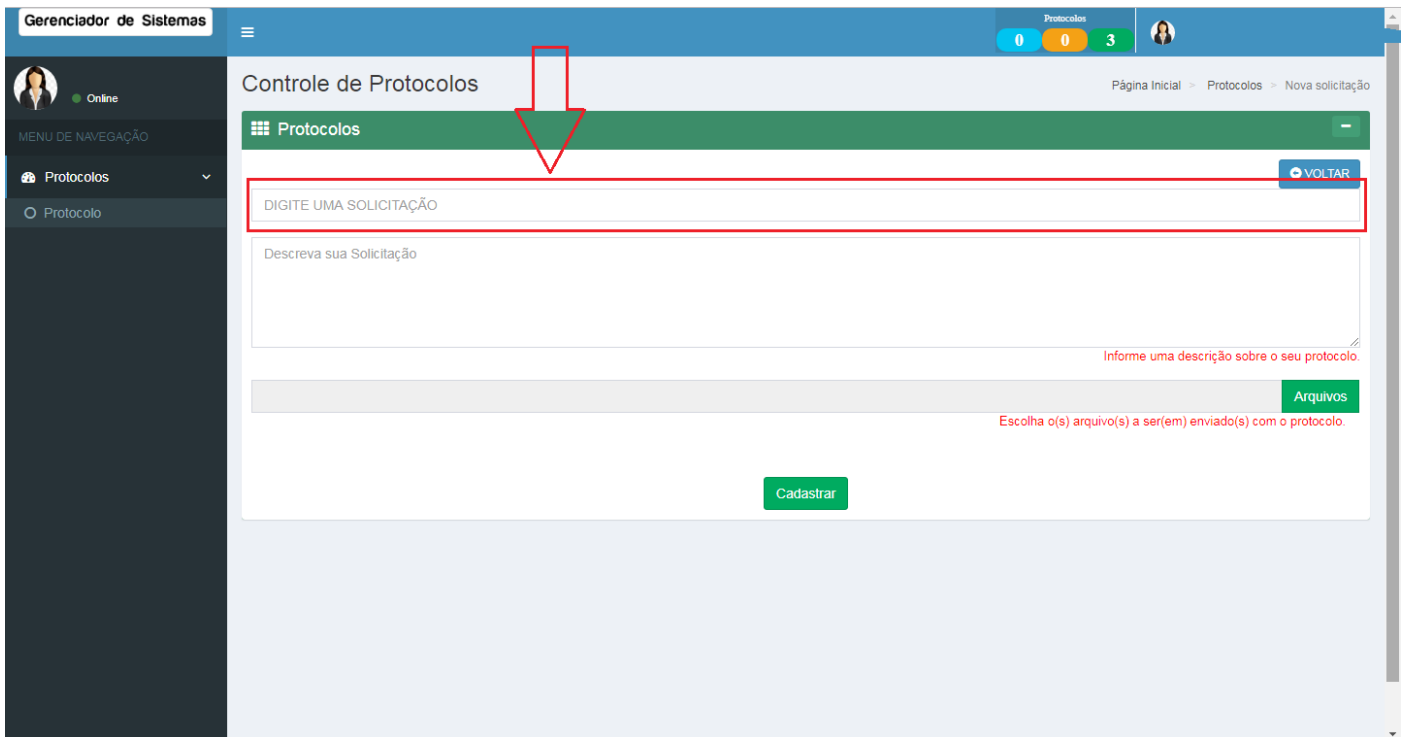 Gerenciador de Sistemas
Protocolos
0 0 3
Online
Controle de Protocolos
Página Inicial > Protocolos > Nova solicitação
MENU DE NAVEGAÇÃO
Protocolos
Protocolos
VOLTAR
Protocolo
DIGITE UMA SOLICITAÇÃO
Descreva sua Solicitação
Informe uma descrição sobre o seu protocolo.
Arquivos
Escolha o(s) arquivo(s) a ser(em) enviado(s) com o protocolo.
Cadastrar